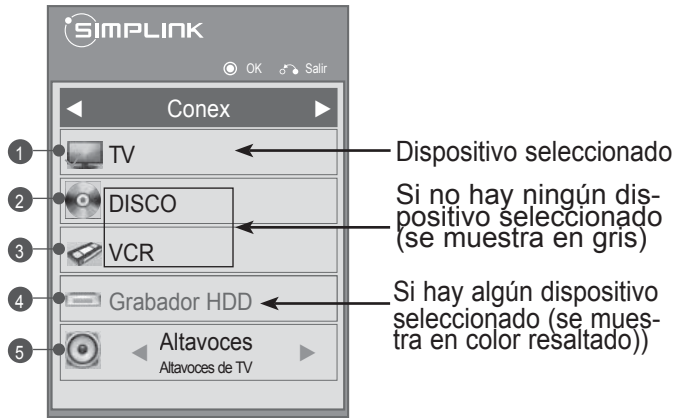 SIMPLINK
OK Salir
Conex
1 TV
Dispositivo seleccionado
2 DISCO
Si no hay ningún dis-
positivo seleccionado
(se muestra en gris)
3 VCR
4 Grabador HDD
Si hay algún dispositivo
seleccionado (se mues-
tra en color resaltado))
5 Altavoces
Altavoces de TV